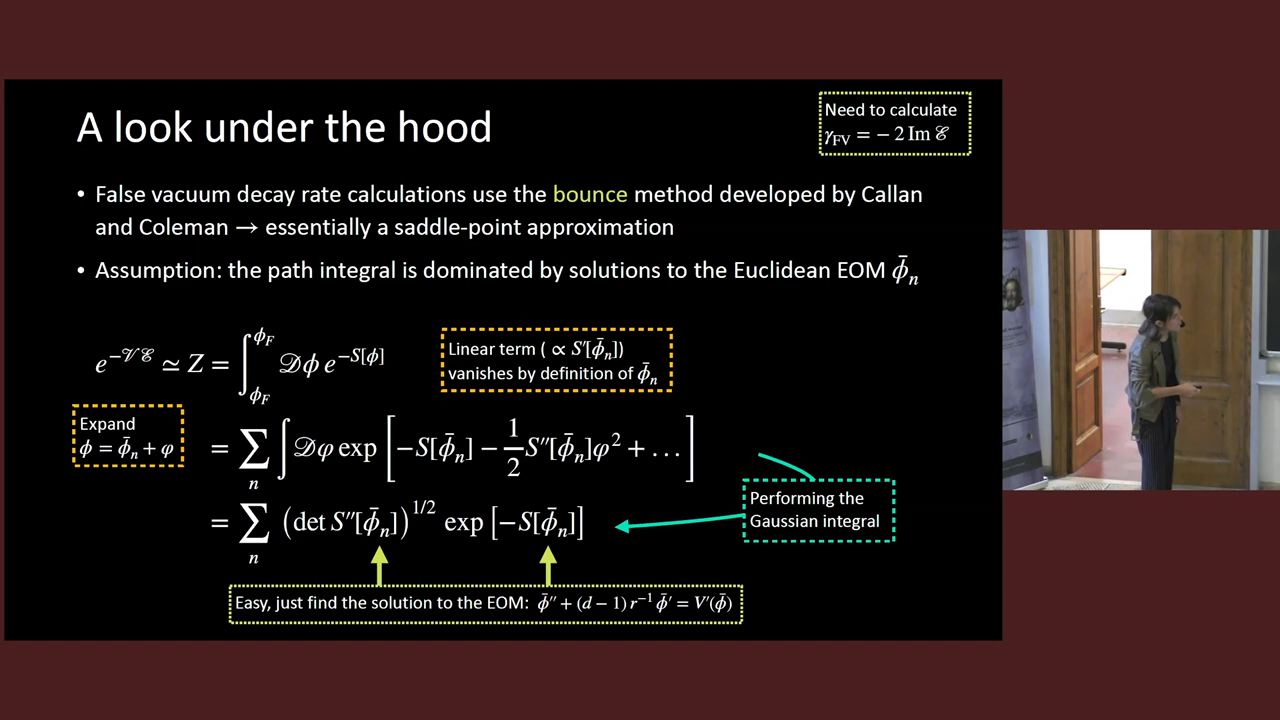 A look under the hood
Need to calculate
γ_FV = − 2 Im ℰ
• False vacuum decay rate calculations use the bounce method developed by Callan
and Coleman → essentially a saddle-point approximation
• Assumption: the path integral is dominated by solutions to the Euclidean EOM ϕ̄_n
e^{−𝒱ℰ} ≃ Z = ∫_{ϕ_F}^{ϕ_F} 𝒟ϕ e^{−S[ϕ]}
Linear term ( ∝ S′[ϕ̄_n])
vanishes by definition of ϕ̄_n
Expand
ϕ = ϕ̄_n + φ
= ∑_n ∫ 𝒟φ exp [−S[ϕ̄_n] − 1/2 S′′[ϕ̄_n]φ² + …]
= ∑_n (det S′′[ϕ̄_n])^{1/2} exp [−S[ϕ̄_n]]
Performing the
Gaussian integral
Easy, just find the solution to the EOM: ϕ̄′′ + (d − 1) r^{−1} ϕ̄′ = V′(ϕ̄)